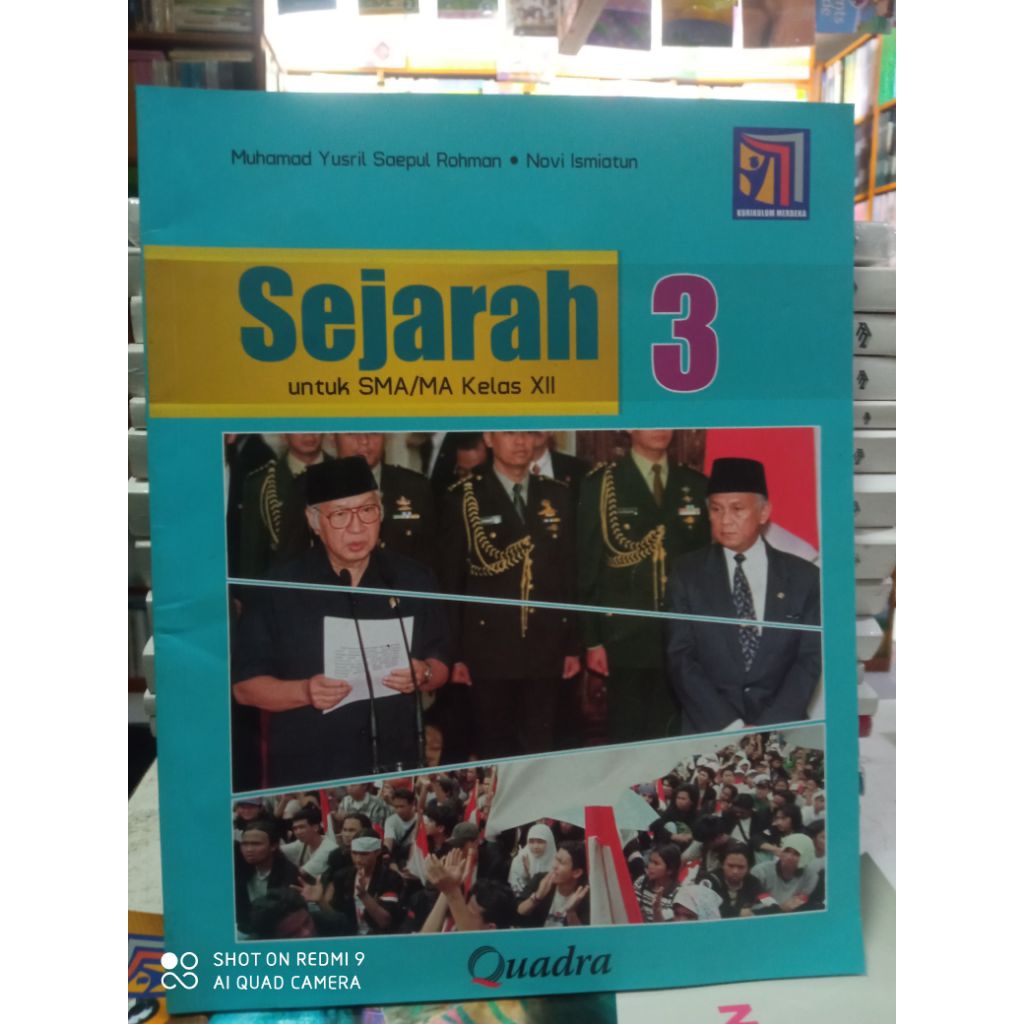 Muhamad Yusril Saepul Rohman • Novi Ismiatun
KURIKULUM MERDEKA
Sejarah 3
untuk SMA/MA Kelas XII
Quadra
SHOT ON REDMI 9
AI QUAD CAMERA